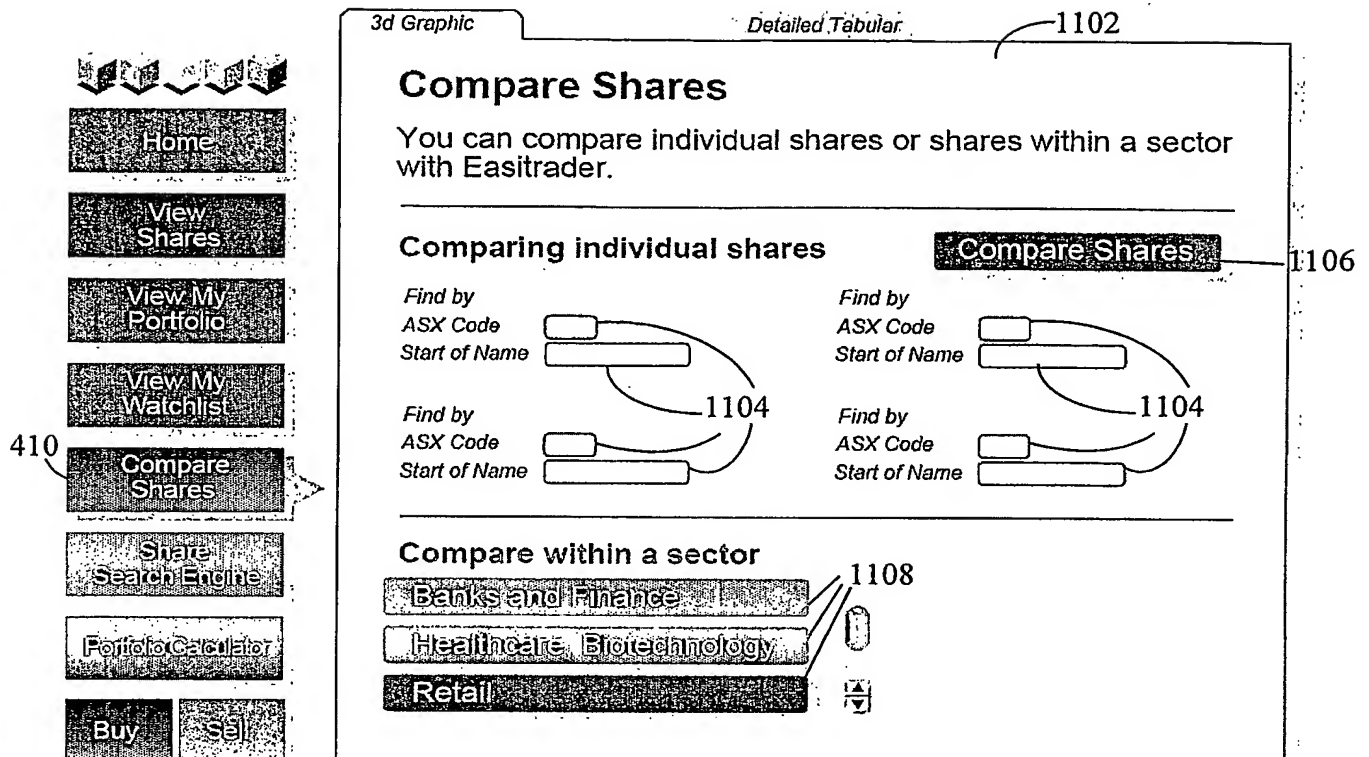 3d Graphic
Detailed Tabular
1102
Home
View
Shares
View My
Portfolio
View My
Watchlist
410
Compare
Shares
Share
Search Engine
Portfolio Calculator
Buy
Sell
Compare Shares
You can compare individual shares or shares within a sector
with Easitrader.
Comparing individual shares
Compare Shares
1106
Find by
ASX Code
Start of Name
Find by
ASX Code
Start of Name
1104
1104
Find by
ASX Code
Start of Name
Find by
ASX Code
Start of Name
Compare within a sector
1108
Banks and Finance
Healthcare, Biotechnology
Retail